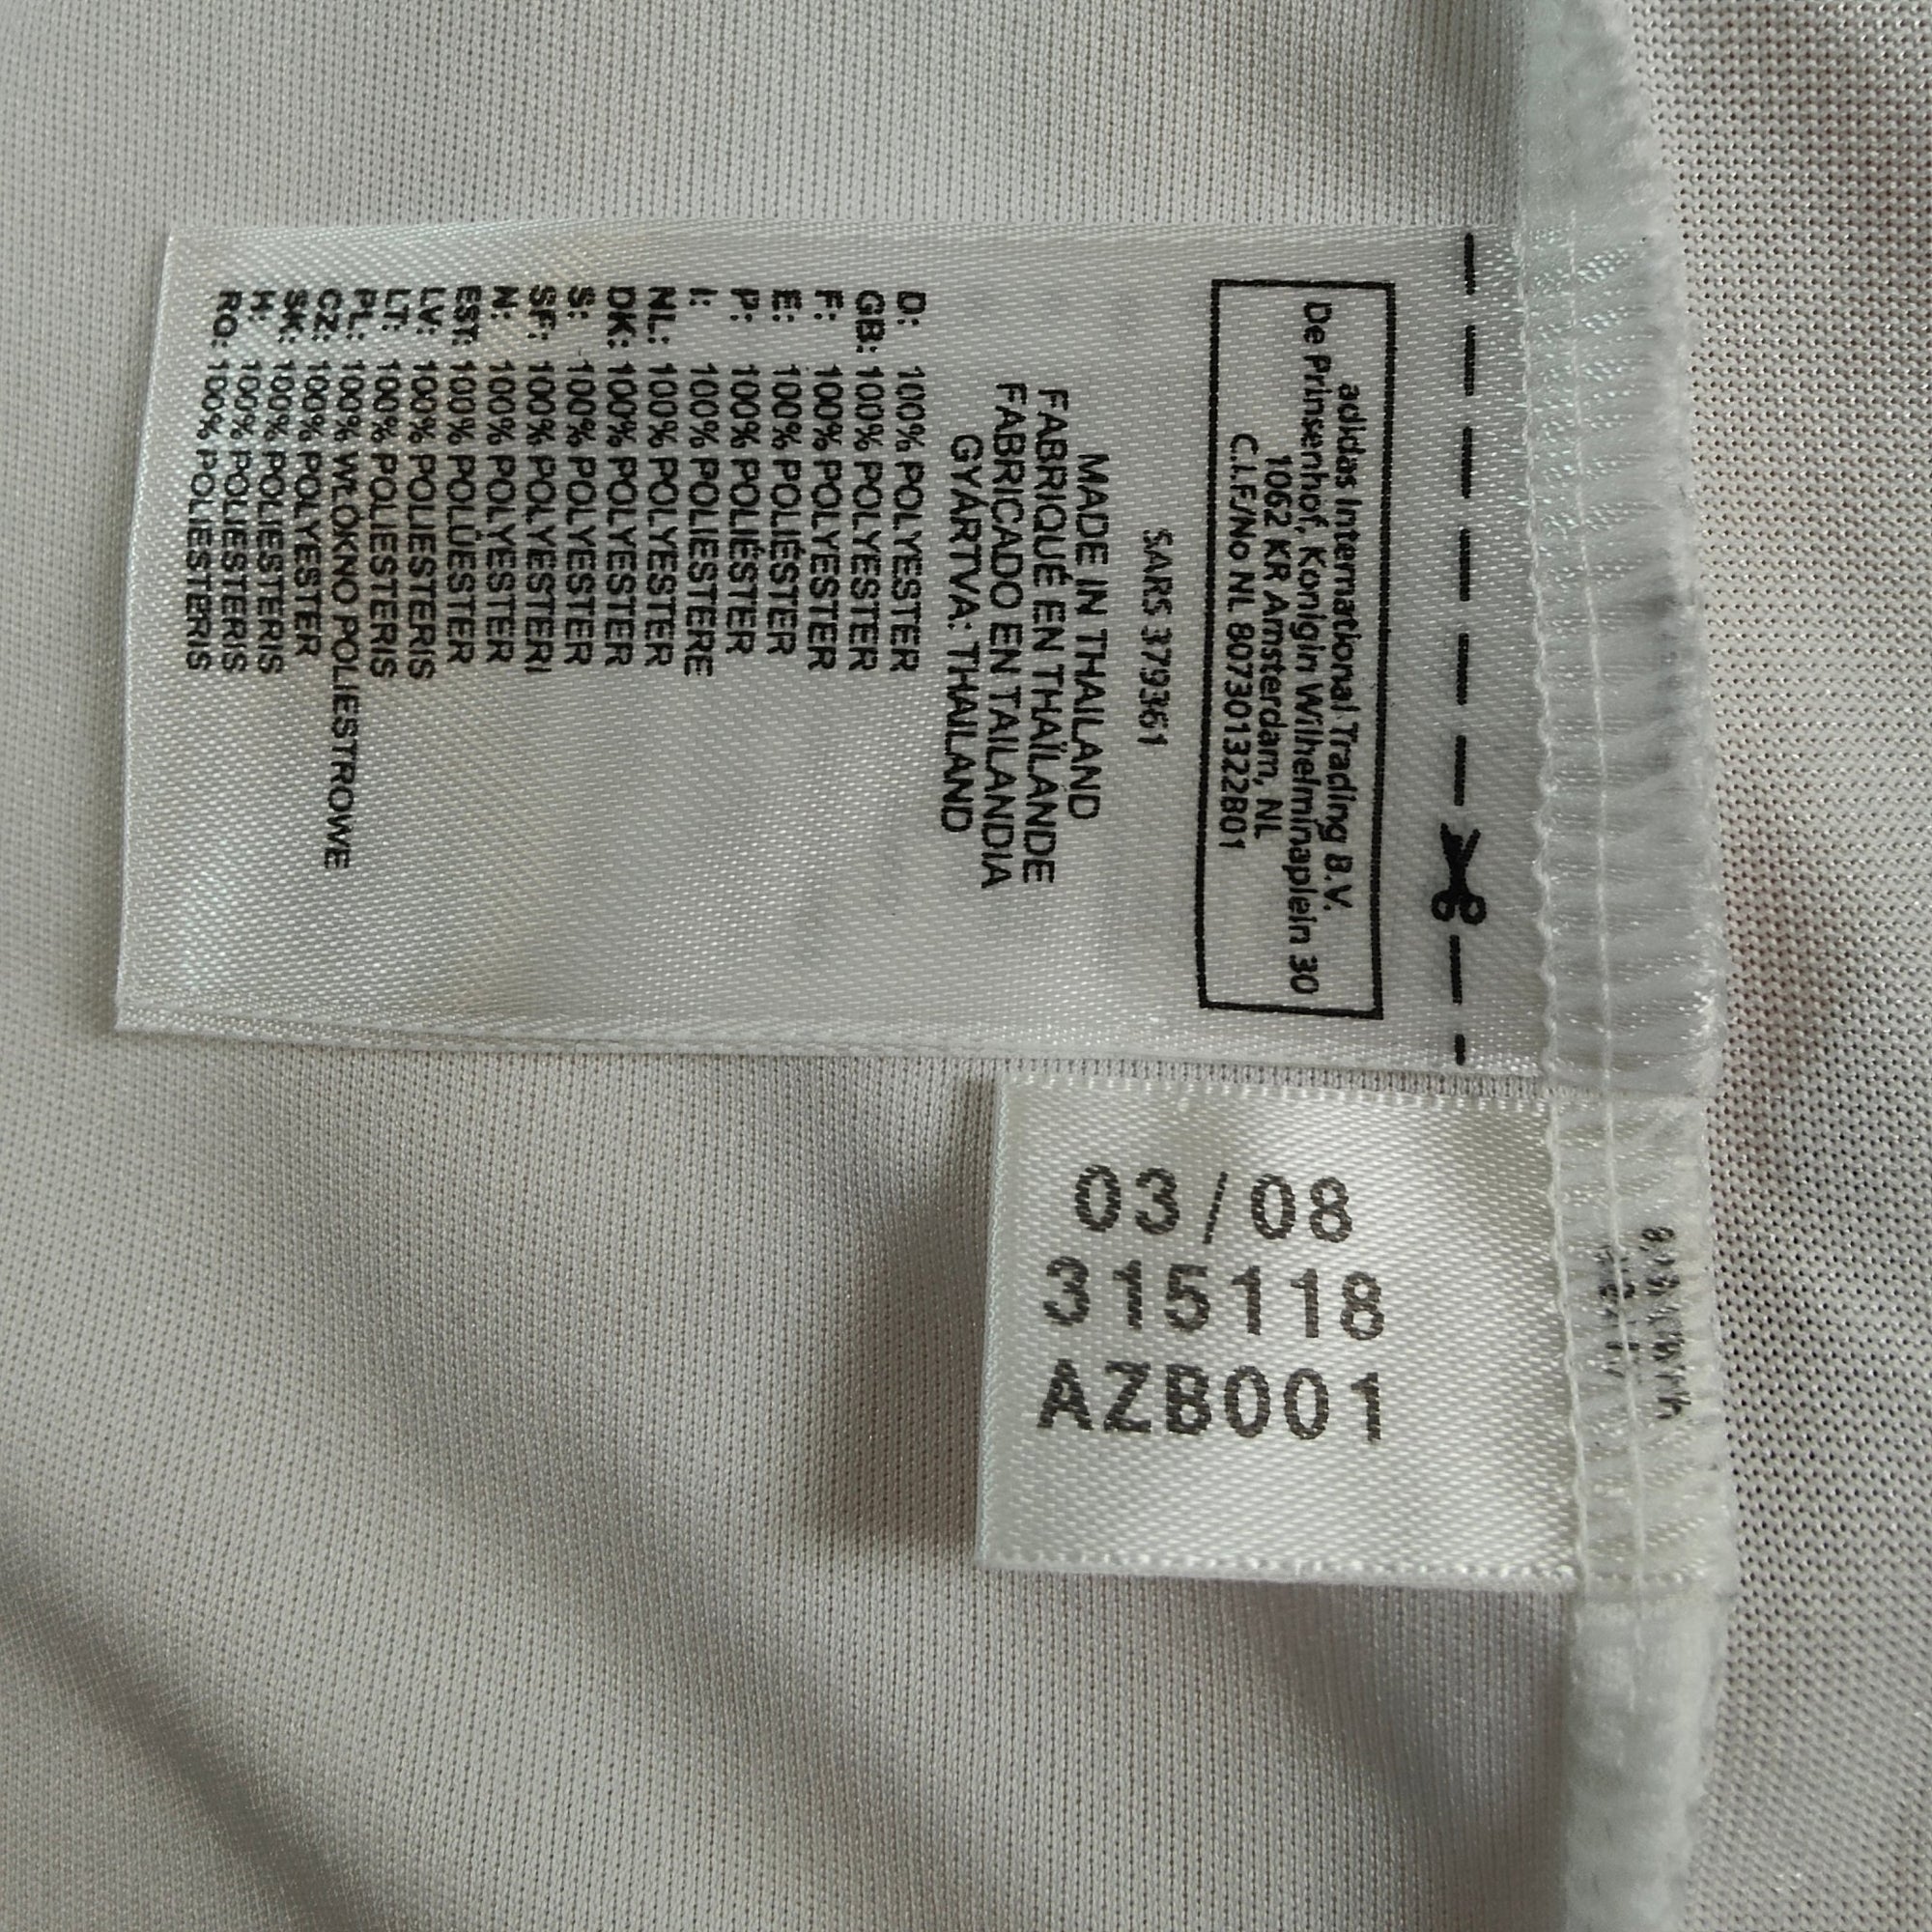 adidas International Trading B.V.
De Prinsenhof, Konigin Wilhelminaplein 30
1062 KR Amsterdam, NL
C.I.F./No NL 807301322B01
SARS 379361
MADE IN THAILAND
FABRIQUÉ EN THAÏLANDE
FABRICADO EN TAILANDIA
GYÁRTVA: THAILAND
D: 100% POLYESTER
GB: 100% POLYESTER
F: 100% POLYESTER
E: 100% POLIÉSTER
P: 100% POLIÉSTER
I: 100% POLIESTERE
NL: 100% POLYESTER
DK: 100% POLYESTER
S: 100% POLYESTER
SF: 100% POLYESTERI
N: 100% POLYESTER
EST: 100% POLÜESTER
LV: 100% POLIESTERIS
LT: 100% POLIESTERIS
PL: 100% WŁÓKNO POLIESTROWE
CZ: 100% POLYESTER
SK: 100% POLIESTERIS
H: 100% POLIESTERIS
RO: 100% POLIESTERIS
03/08
315118
AZB001